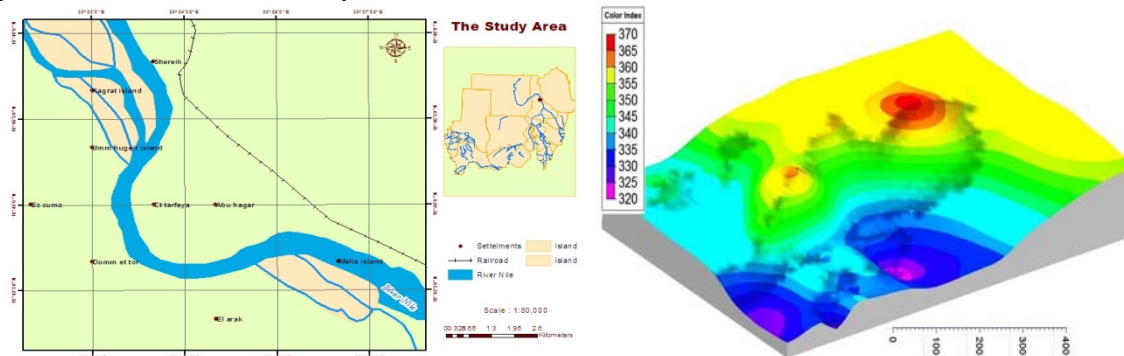 The Study Area
Shereik
Kagrat island
Umm hugeir island
Es suma
Et tarfaya
Abu hagar
Domm et tor
Malta island
El arak
River Nile
Settelments
Railroad
River Nile
Island
Island
Scale : 1:80,000
1.3
1.95
2.6
Kilometers
Color Index
370
365
360
355
350
345
340
335
330
325
320
0
100
200
300
400